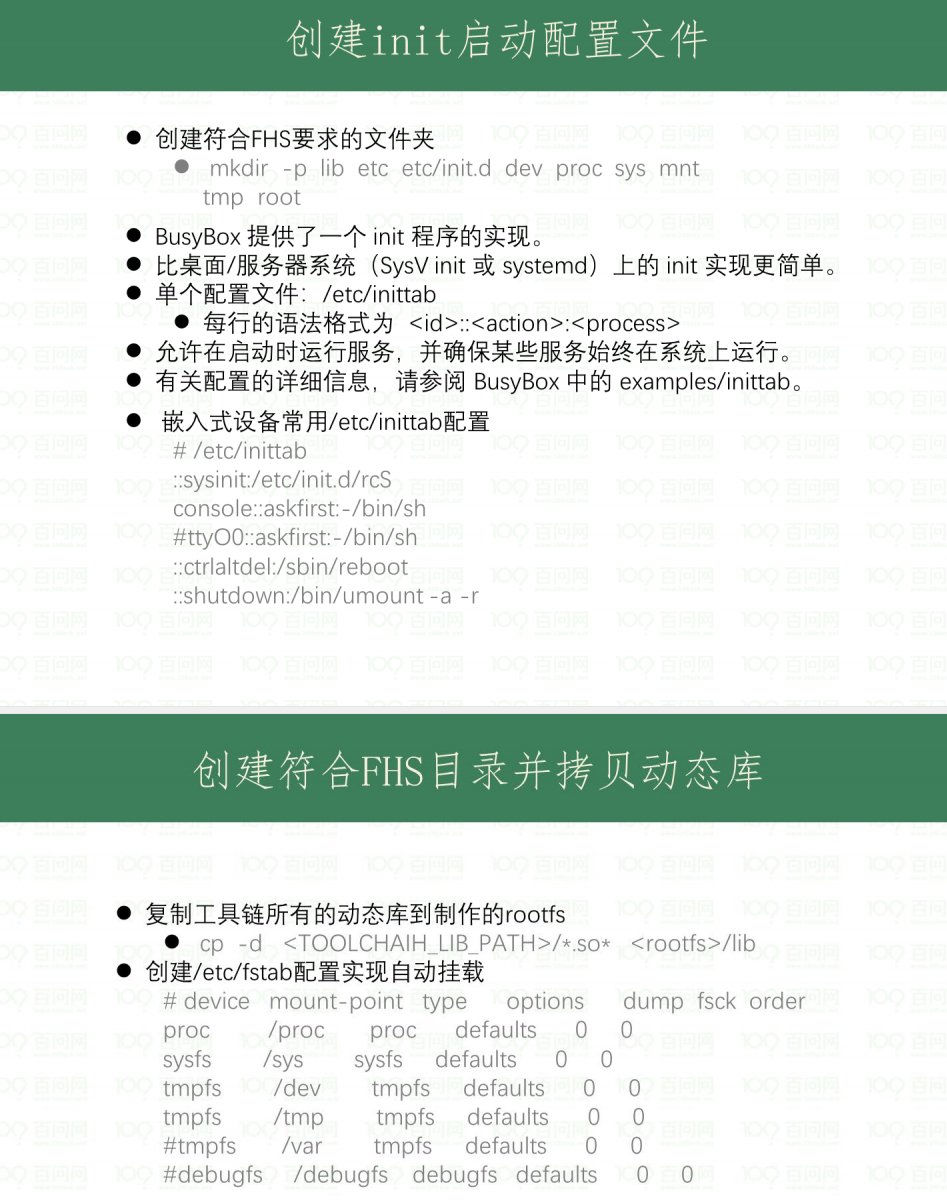 创建init启动配置文件
创建符合FHS要求的文件夹
mkdir -p lib etc etc/init.d dev proc sys mnt
tmp root
BusyBox 提供了一个 init 程序的实现。
比桌面/服务器系统（SysV init 或 systemd）上的 init 实现更简单。
单个配置文件：/etc/inittab
每行的语法格式为 <id>::<action>:<process>
允许在启动时运行服务，并确保某些服务始终在系统上运行。
有关配置的详细信息，请参阅 BusyBox 中的 examples/inittab。
嵌入式设备常用/etc/inittab配置
# /etc/inittab
::sysinit:/etc/init.d/rcS
console::askfirst:-/bin/sh
#ttyO0::askfirst:-/bin/sh
::ctrlaltdel:/sbin/reboot
::shutdown:/bin/umount -a -r
创建符合FHS目录并拷贝动态库
复制工具链所有的动态库到制作的rootfs
cp -d <TOOLCHAIH_LIB_PATH>/*.so* <rootfs>/lib
创建/etc/fstab配置实现自动挂载
# device mount-point type options dump fsck order
proc /proc proc defaults 0 0
sysfs /sys sysfs defaults 0 0
tmpfs /dev tmpfs defaults 0 0
tmpfs /tmp tmpfs defaults 0 0
#tmpfs /var tmpfs defaults 0 0
#debugfs /debugfs debugfs defaults 0 0